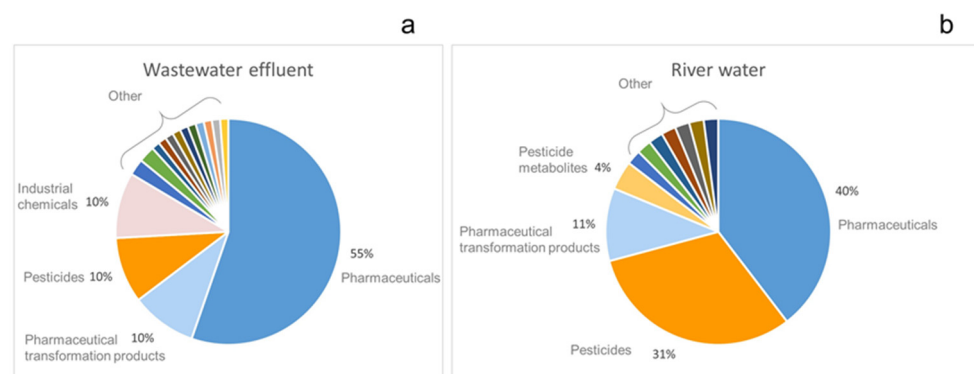 a
Wastewater effluent
Other
Industrial
chemicals 10%
Pesticides 10%
55%
Pharmaceuticals
Pharmaceutical 10%
transformation products
b
River water
Other
Pesticide
metabolites 4%
40%
Pharmaceuticals
11%
Pharmaceutical
transformation products
Pesticides 31%